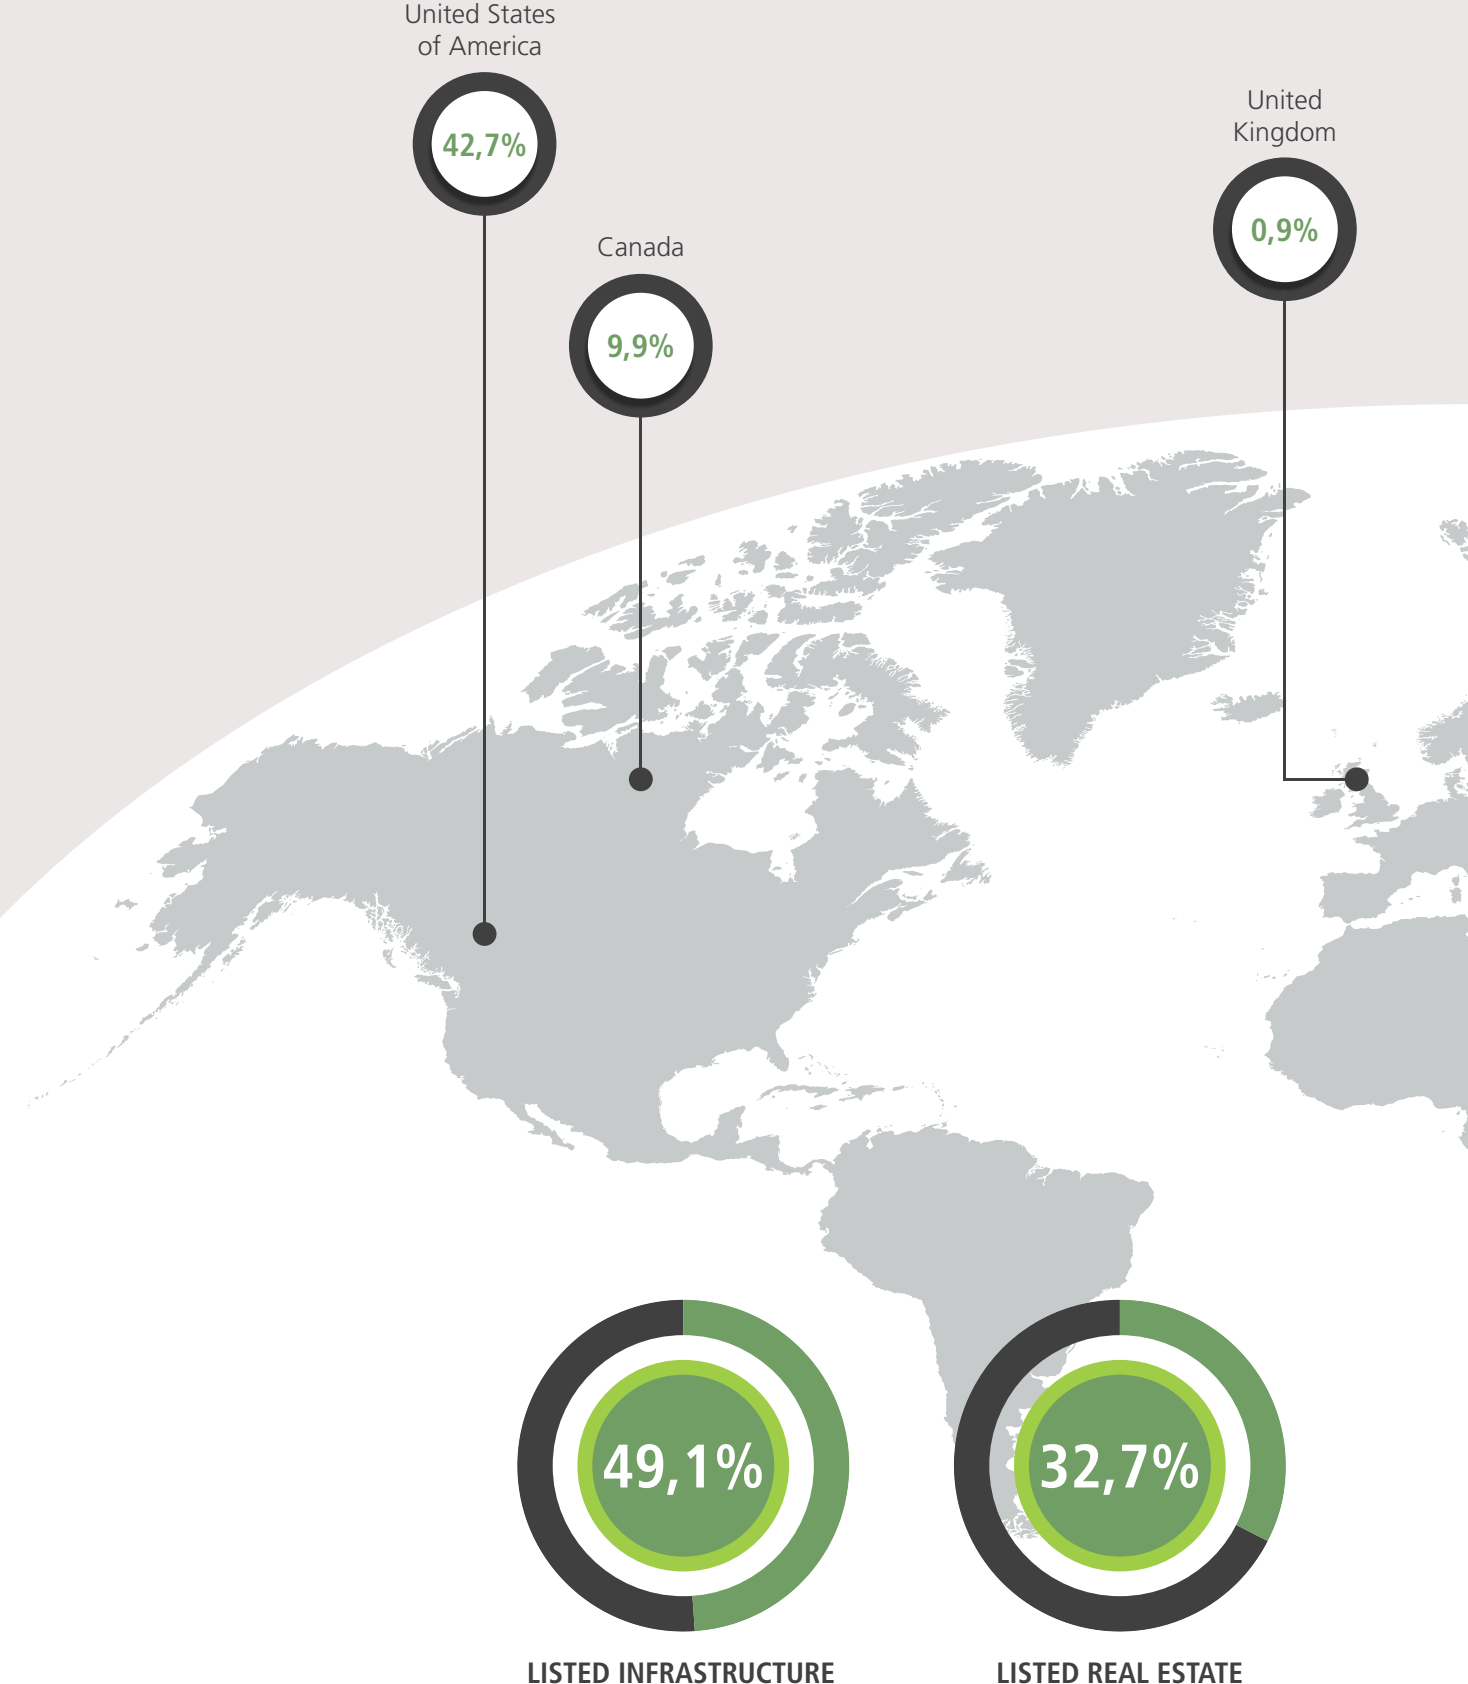 United States
of America
42,7%
United
Kingdom
0,9%
Canada
9,9%
49,1%
LISTED INFRASTRUCTURE
32,7%
LISTED REAL ESTATE